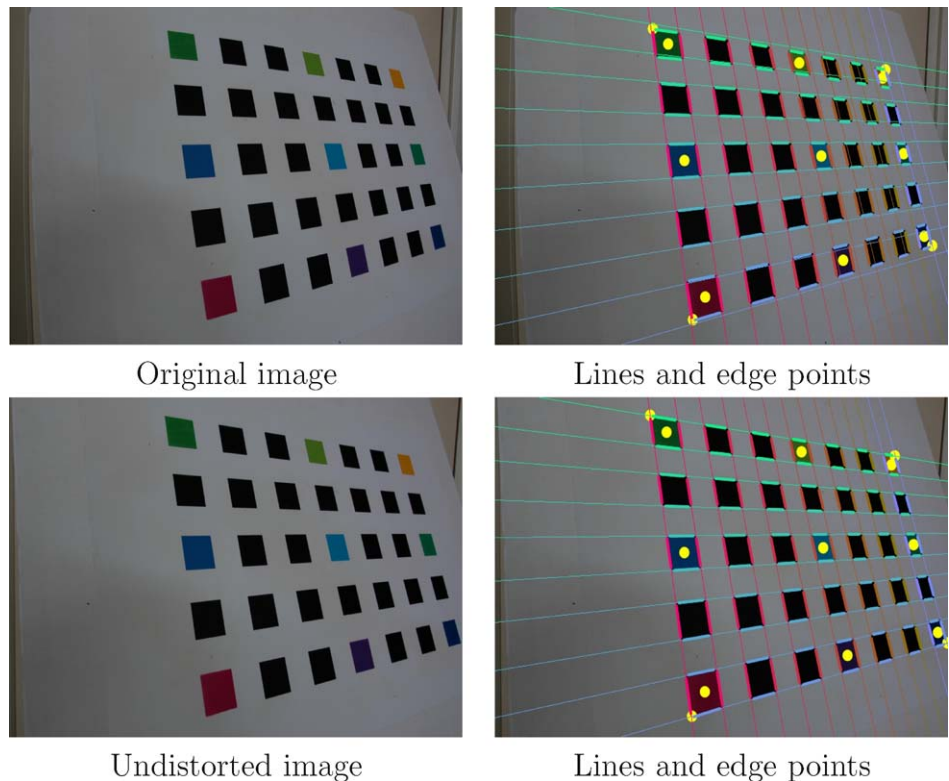 Original image
Lines and edge points
Undistorted image
Lines and edge points